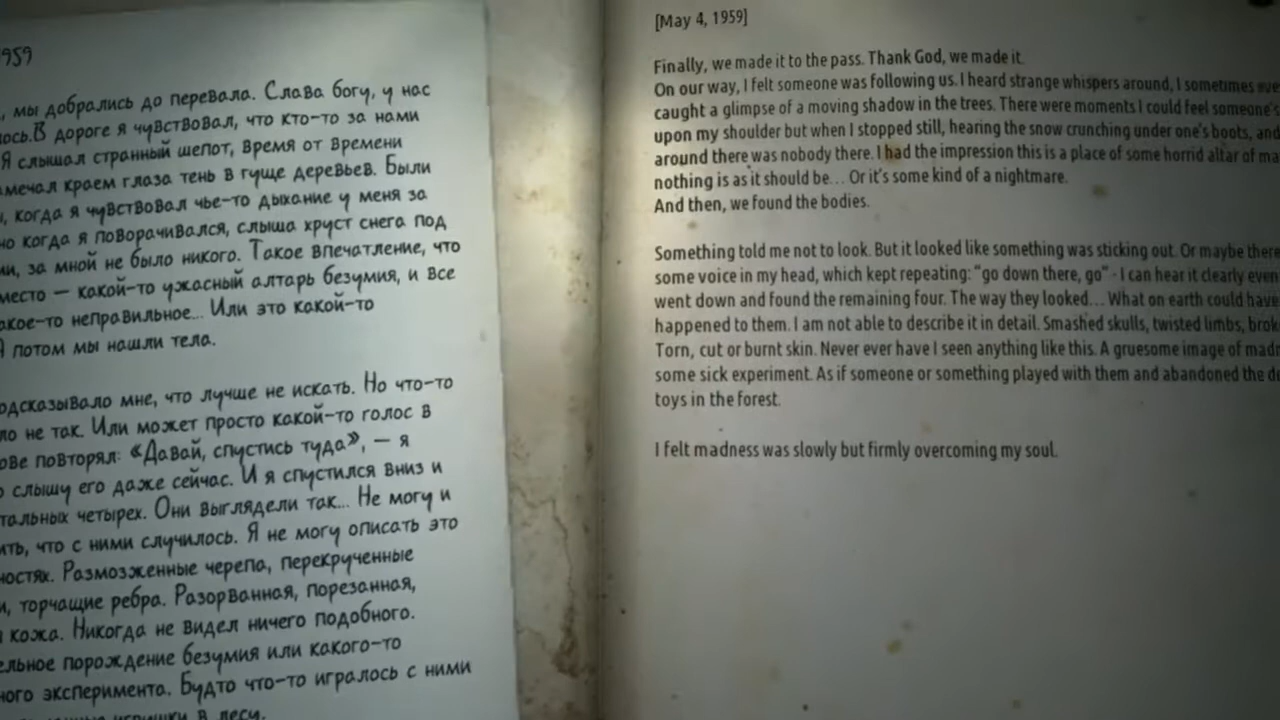 959
, мы добрались до перевала. Слава богу, у нас
лось.В дороге я чувствовал, что кто-то за нами
Я слышал странный шепот, время от времени
мечал краем глаза тень в гуще деревьев. Были
, когда я чувствовал чье-то дыхание у меня за
но когда я поворачивался, слыша хруст снега под
ми, за мной не было никого. Такое впечатление, что
место — какой-то ужасный алтарь безумия, и все
акое-то неправильное... Или это какой-то
А потом мы нашли тела.
одсказывало мне, что лучше не искать. Но что-то
ло не так. Или может просто какой-то голос в
ове повторял: «Давай, спустись туда», — я
о слышу его даже сейчас. И я спустился вниз и
тальных четырех. Они выглядели так... Не могу и
ить, что с ними случилось. Я не могу описать это
ностях. Размозженные черепа, перекрученные
и, торчащие ребра. Разорванная, порезанная,
кожа. Никогда не видел ничего подобного.
ельное порождение безумия или какого-то
ного эксперимента. Будто что-то игралось с ними
игрушки в лесу.
[May 4, 1959]
Finally, we made it to the pass. Thank God, we made it.
On our way, I felt someone was following us. I heard strange whispers around, I sometimes eve
caught a glimpse of a moving shadow in the trees. There were moments I could feel someone's
upon my shoulder but when I stopped still, hearing the snow crunching under one's boots, and
around there was nobody there. I had the impression this is a place of some horrid altar of ma
nothing is as it should be... Or it's some kind of a nightmare.
And then, we found the bodies.
Something told me not to look. But it looked like something was sticking out. Or maybe there
some voice in my head, which kept repeating: "go down there, go" - I can hear it clearly even
went down and found the remaining four. The way they looked... What on earth could have
happened to them. I am not able to describe it in detail. Smashed skulls, twisted limbs, brok
Torn, cut or burnt skin. Never ever have I seen anything like this. A gruesome image of madn
some sick experiment. As if someone or something played with them and abandoned the de
toys in the forest.
I felt madness was slowly but firmly overcoming my soul.